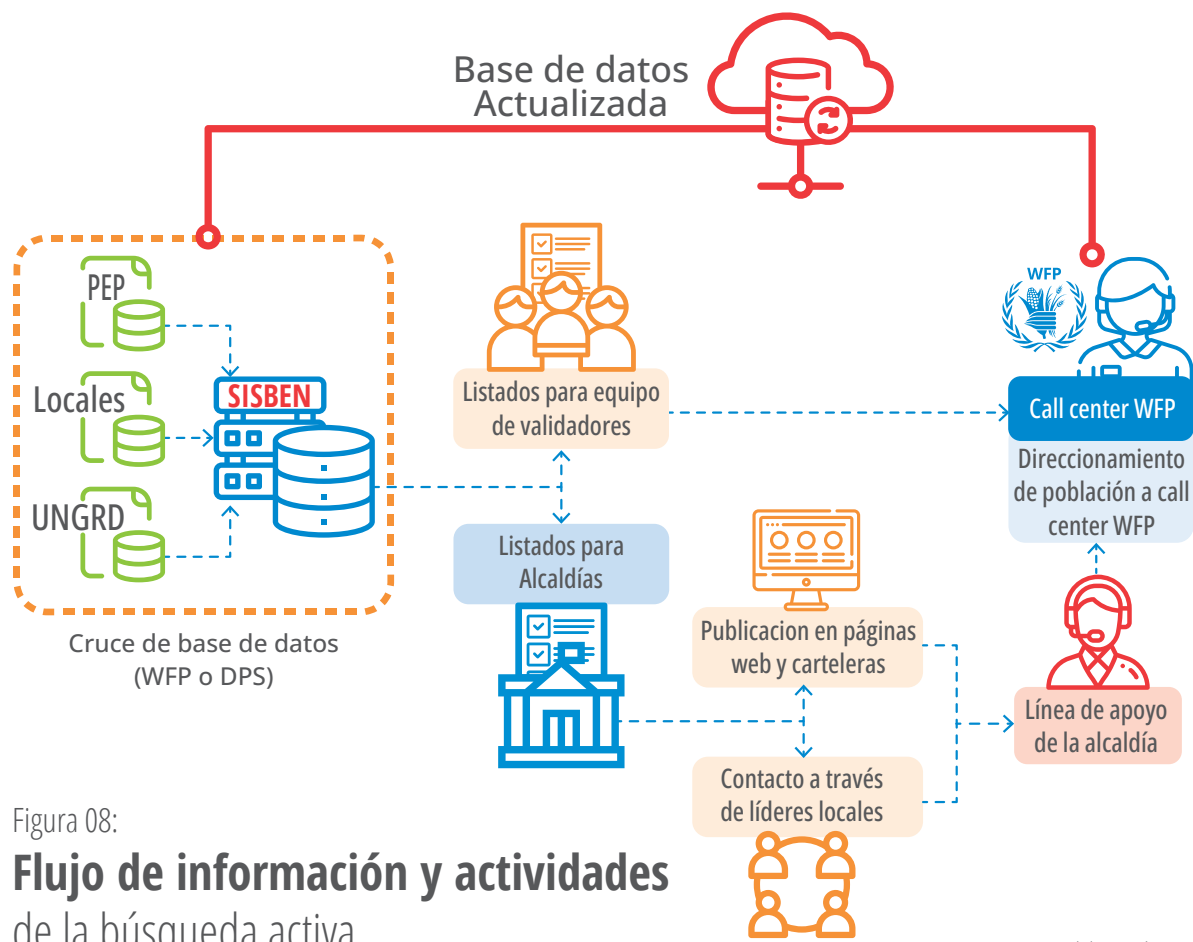 Base de datos
Actualizada
PEP
Locales
UNGRD
SISBEN
Cruce de base de datos
(WFP o DPS)
Listados para equipo
de validadores
Listados para
Alcaldías
Publicacion en páginas
web y carteleras
Contacto a través
de líderes locales
WFP
Call center WFP
Direccionamiento
de población a call
center WFP
Línea de apoyo
de la alcaldía
Figura 08:
Flujo de información y actividades
de la búsqueda activa